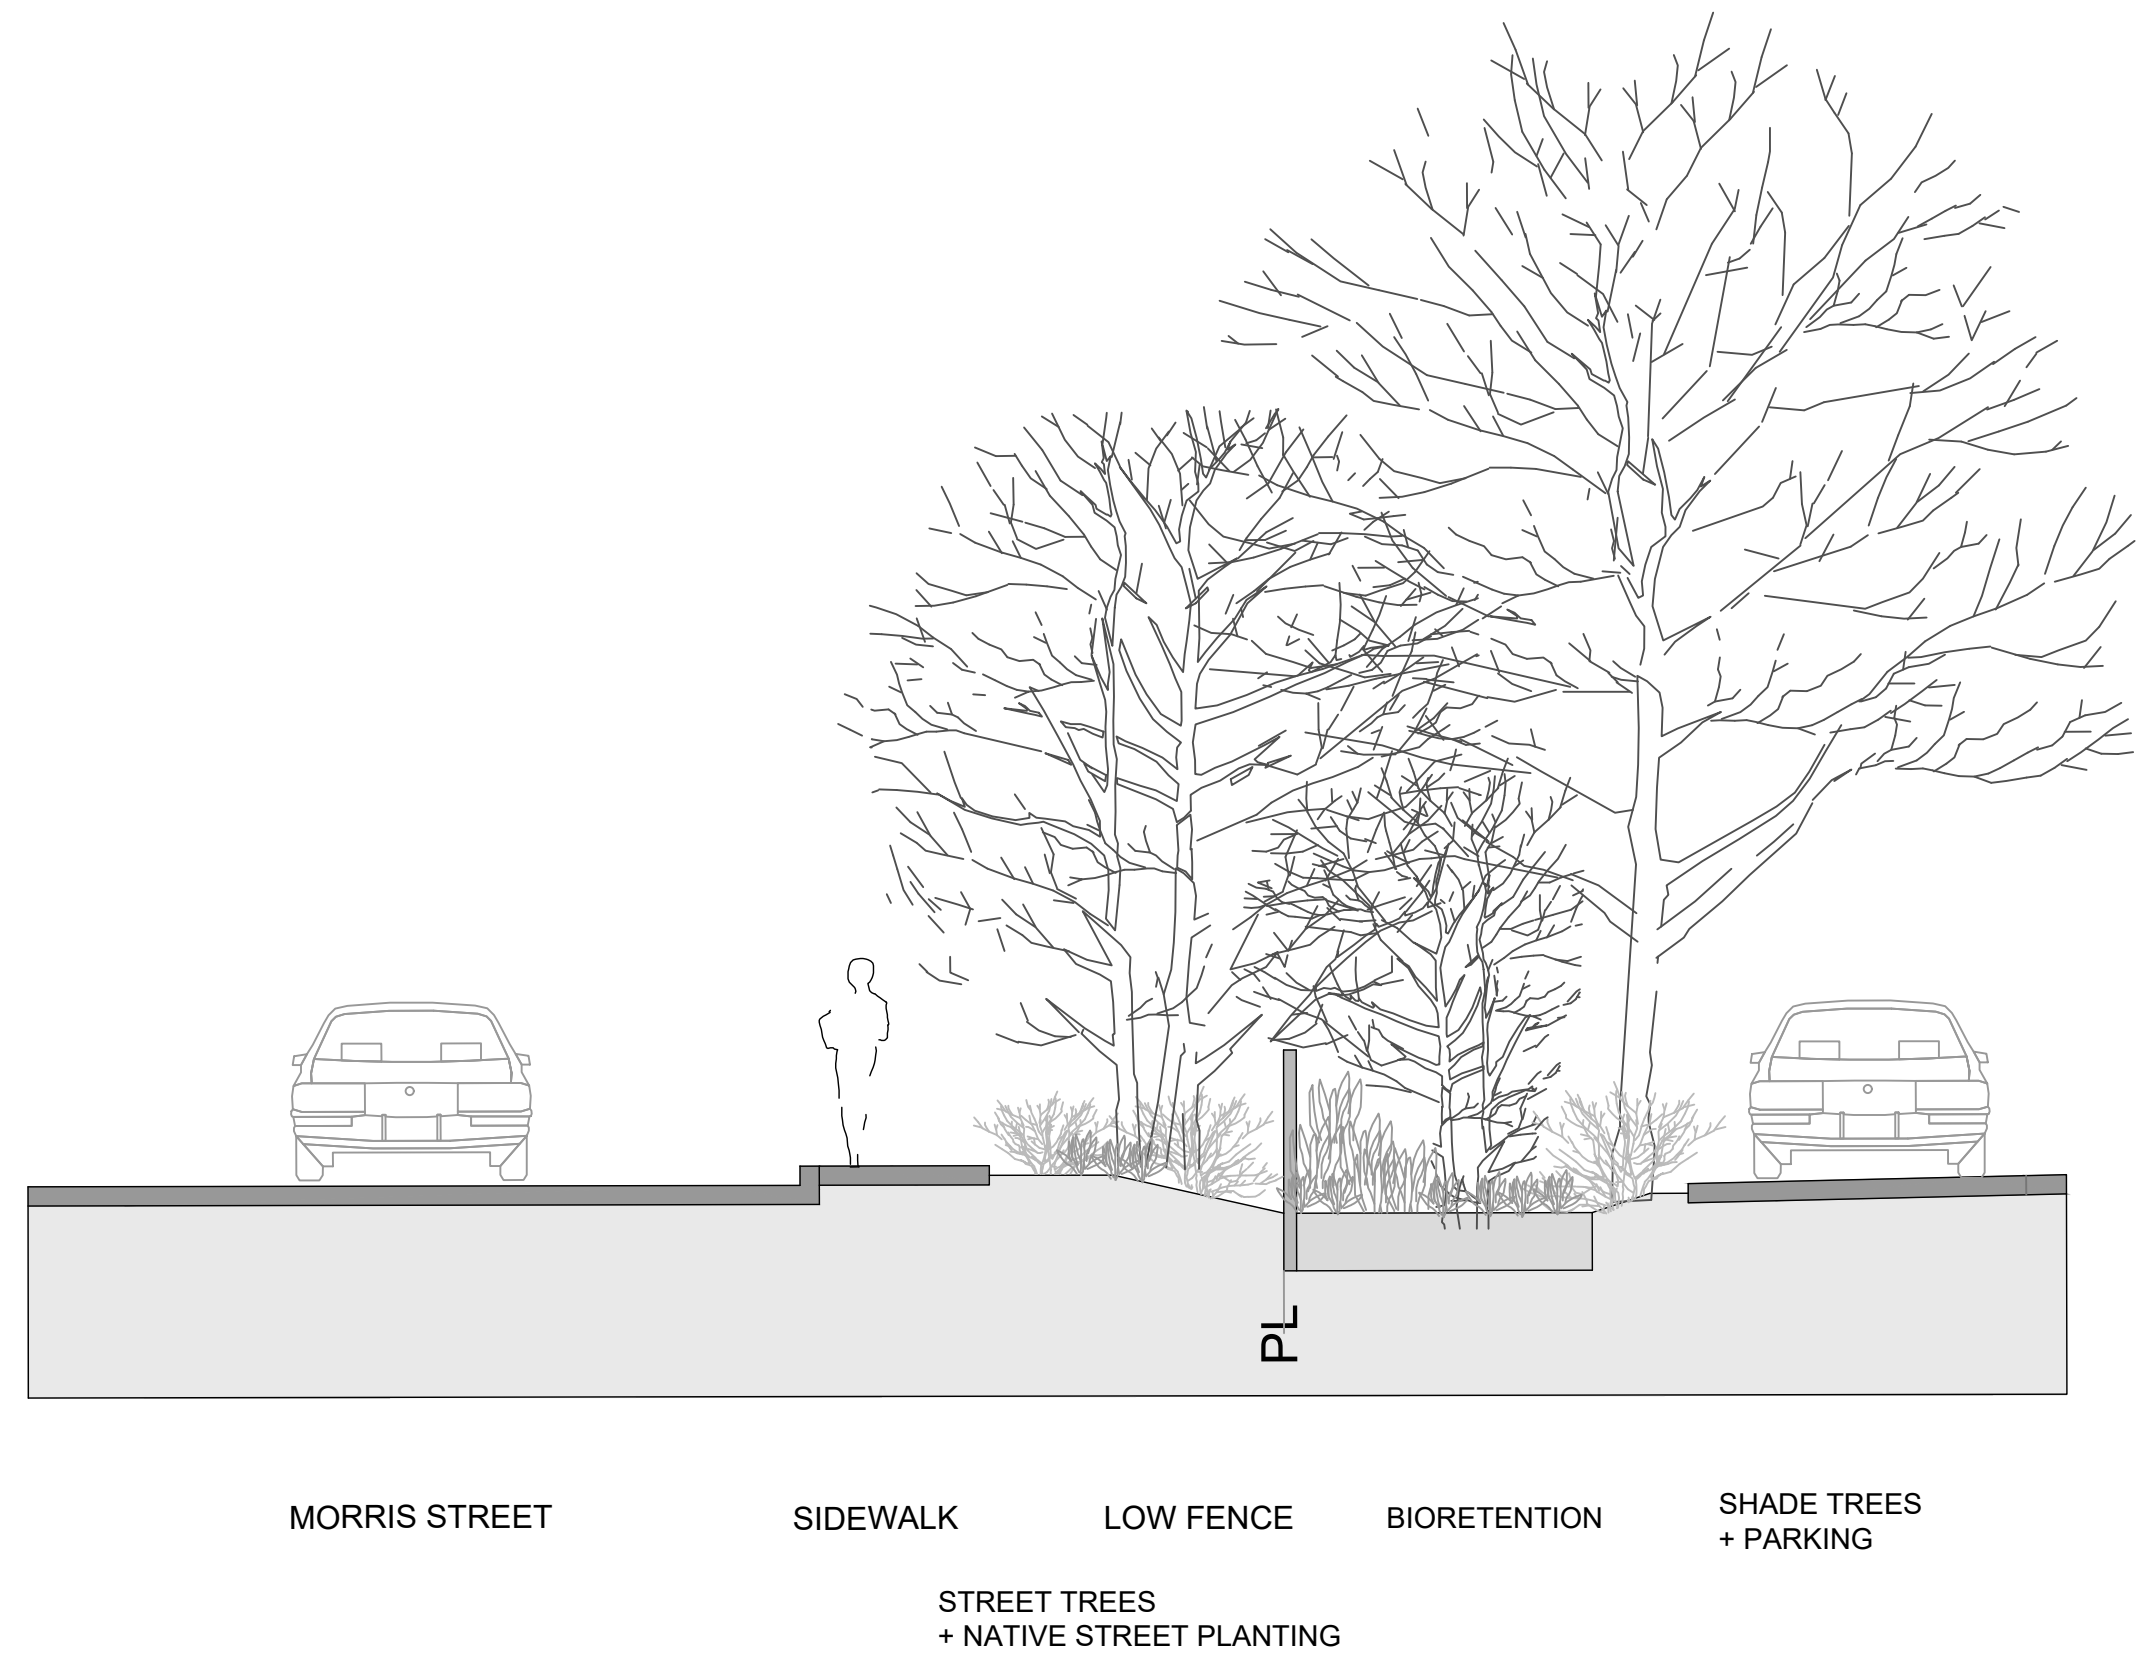 PL
MORRIS STREET
SIDEWALK
LOW FENCE
BIORETENTION
SHADE TREES
+ PARKING
STREET TREES
+ NATIVE STREET PLANTING